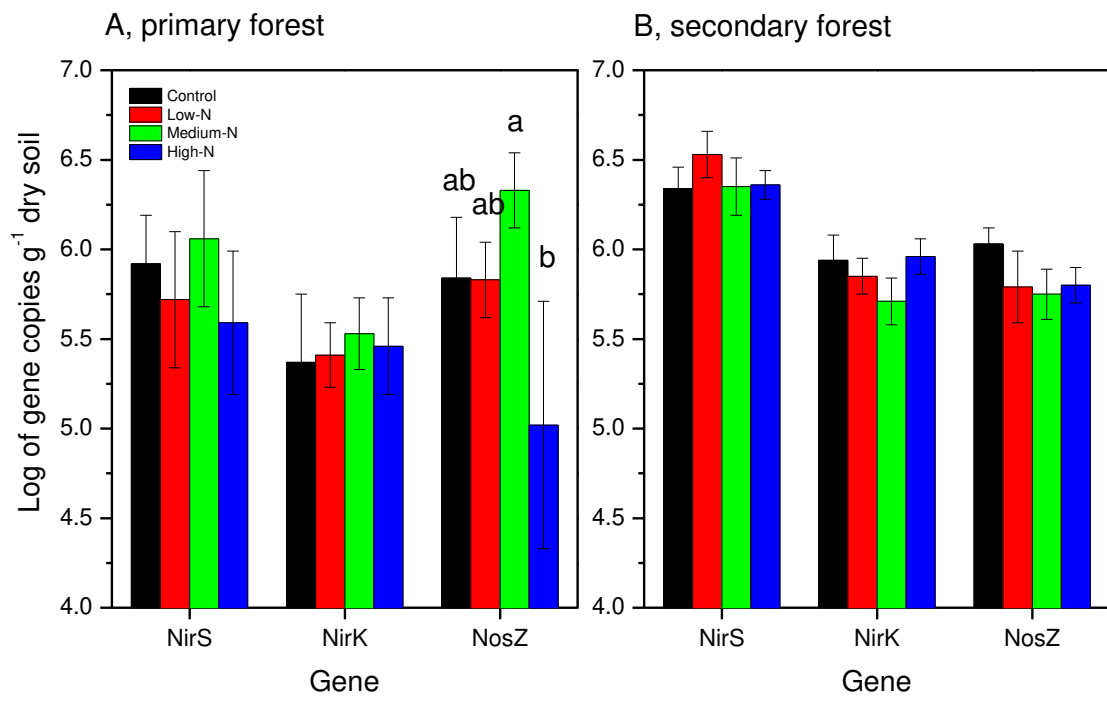 A, primary forest
B, secondary forest
Log of gene copies g⁻¹ dry soil
7.0
6.5
6.0
5.5
5.0
4.5
4.0
Control
Low-N
Medium-N
High-N
ab
ab
a
b
NirS
NirK
NosZ
Gene
7.0
6.5
6.0
5.5
5.0
4.5
4.0
NirS
NirK
NosZ
Gene